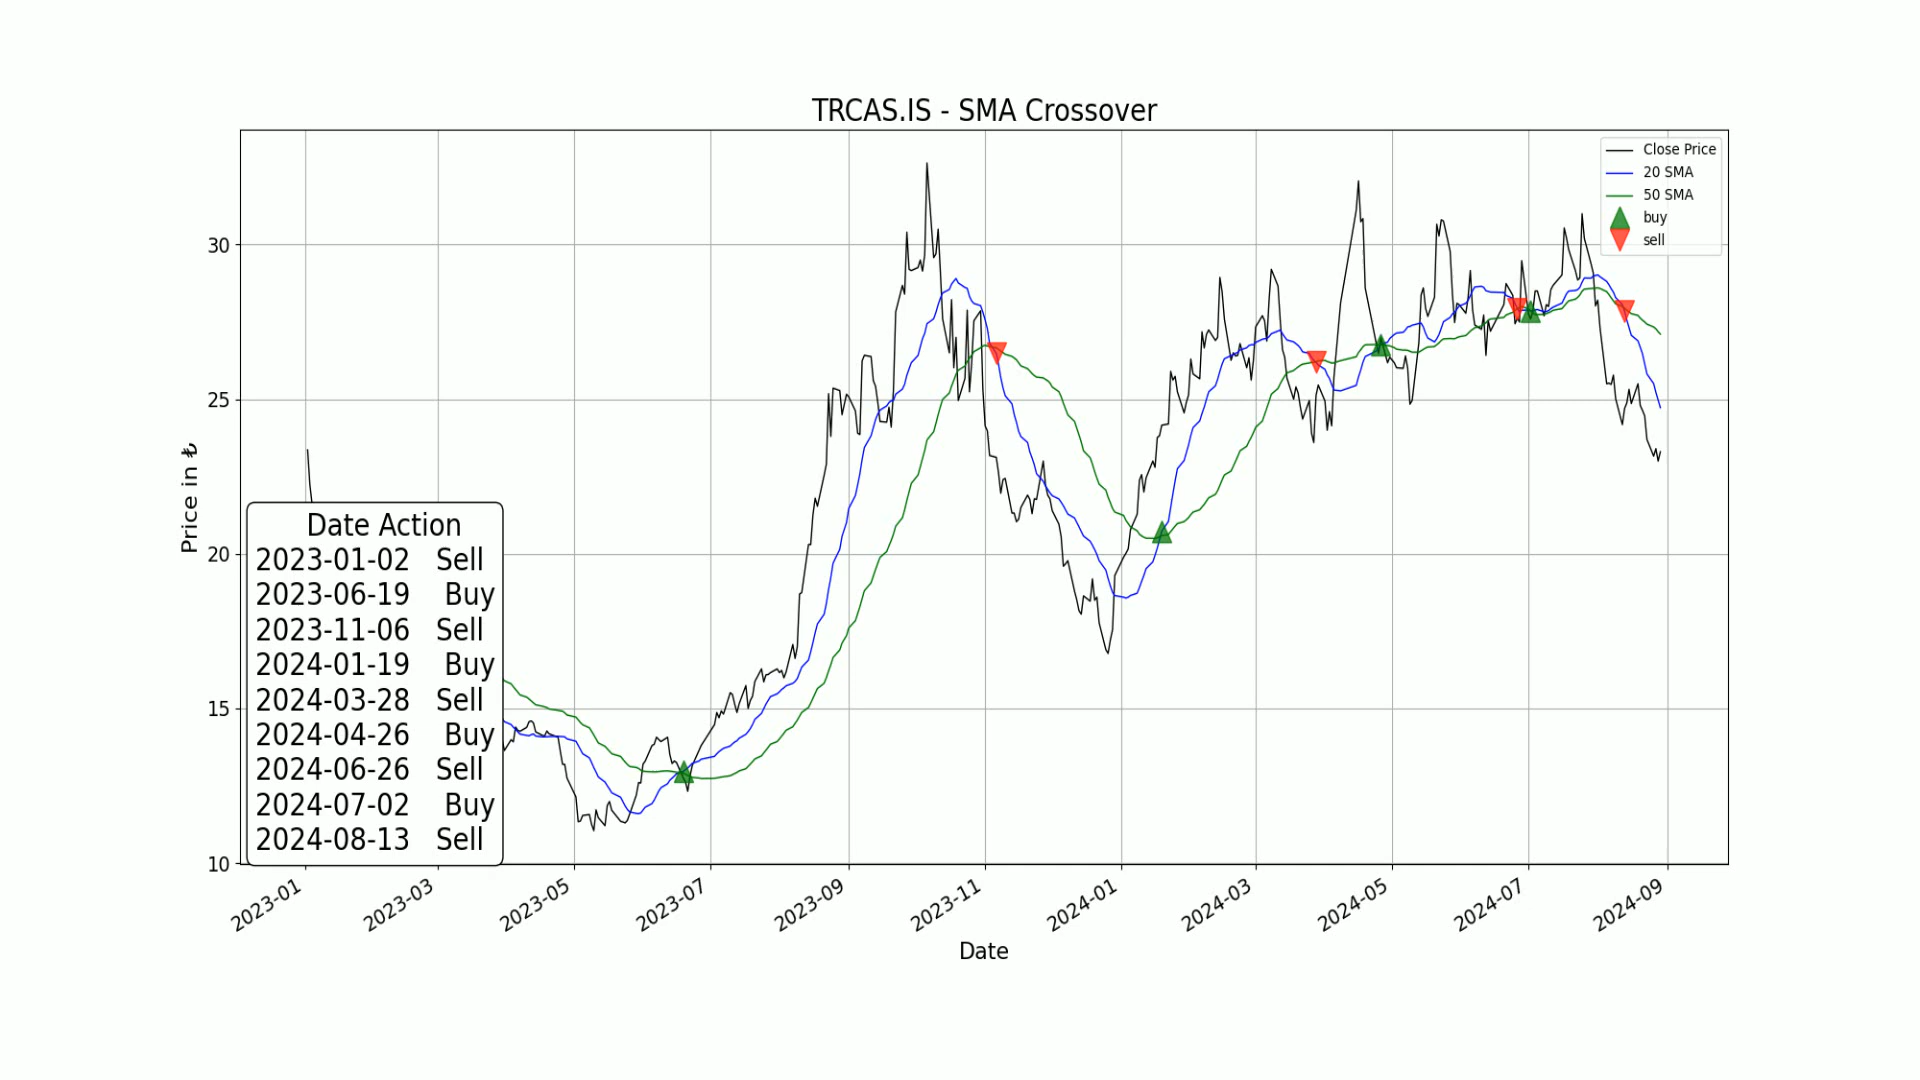 TRCAS.IS - SMA Crossover
Close Price
20 SMA
50 SMA
buy
sell
30
25
20
15
10
Price in ₺
Date Action
2023-01-02 Sell
2023-06-19 Buy
2023-11-06 Sell
2024-01-19 Buy
2024-03-28 Sell
2024-04-26 Buy
2024-06-26 Sell
2024-07-02 Buy
2024-08-13 Sell
2023-01
2023-03
2023-05
2023-07
2023-09
2023-11
2024-01
2024-03
2024-05
2024-07
2024-09
Date